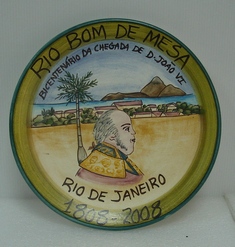 RIO BOM DE MESA
BICENTENÁRIO DA CHEGADA DE D. JOÃO VI
RIO DE JANEIRO
1808-2008